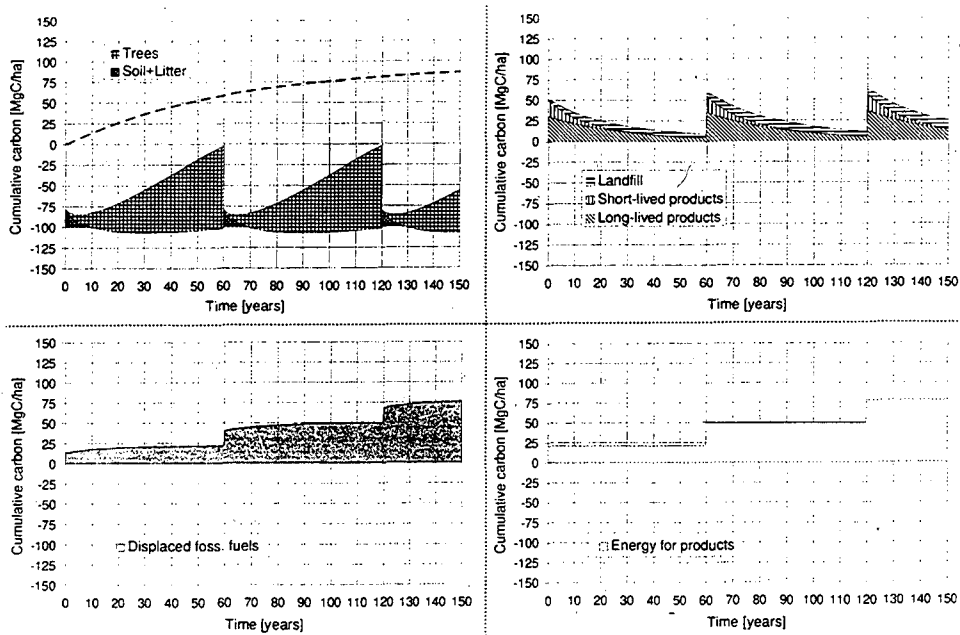 Cumulative carbon [MgC/ha]
150
125
100
75
50
25
0
-25
-50
-75
-100
-125
-150
Trees
Soil+Litter
0 10 20 30 40 50 60 70 80 90 100 110 120 130 140 150
Time [years]
Cumulative carbon [MgC/ha]
150
125
100
75
50
25
0
-25
-50
-75
-100
-125
-150
Landfill
Short-lived products
Long-lived products
0 10 20 30 40 50 60 70 80 90 100 110 120 130 140 150
Time [years]
Cumulative carbon [MgC/ha]
150
125
100
75
50
25
0
-25
-50
-75
-100
-125
-150
Displaced foss. fuels
0 10 20 30 40 50 60 70 80 90 100 110 120 130 140 150
Time [years]
Cumulative carbon [MgC/ha]
150
125
100
75
50
25
0
-25
-50
-75
-100
-125
-150
Energy for products
0 10 20 30 40 50 60 70 80 90 100 110 120 130 140 150
Time [years]